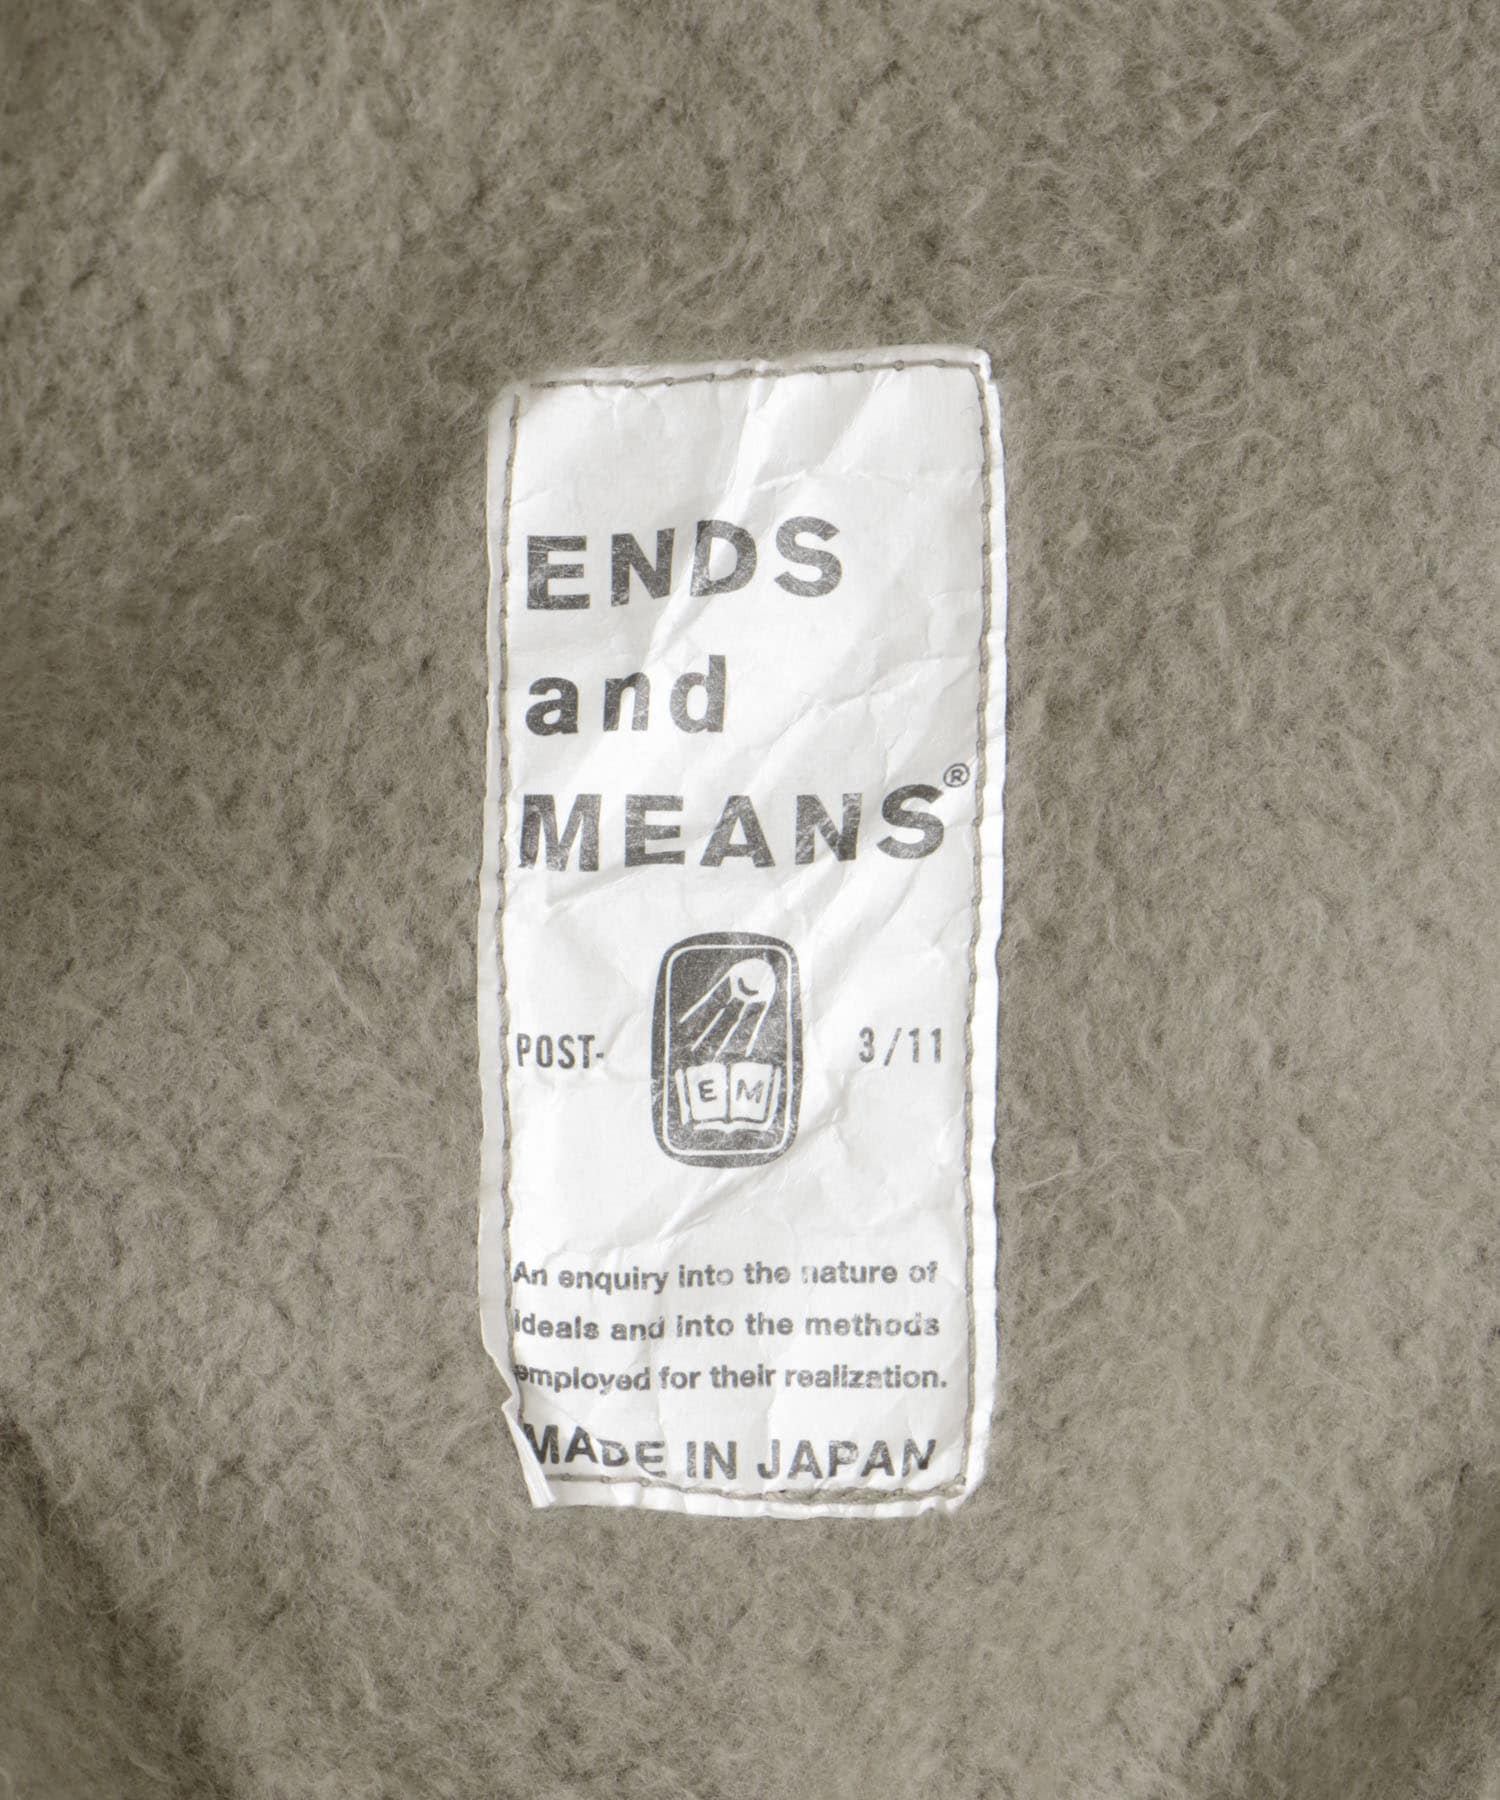 ENDS
and
MEANS®
POST- 3/11
E M
An enquiry into the nature of
ideals and into the methods
employed for their realization.
MADE IN JAPAN